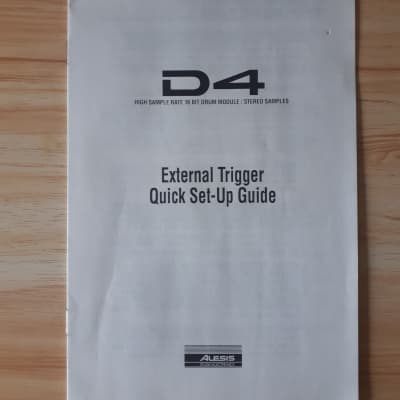 D4
HIGH SAMPLE RATE 16 BIT DRUM MODULE / STEREO SAMPLES
External Trigger
Quick Set-Up Guide
ALESIS